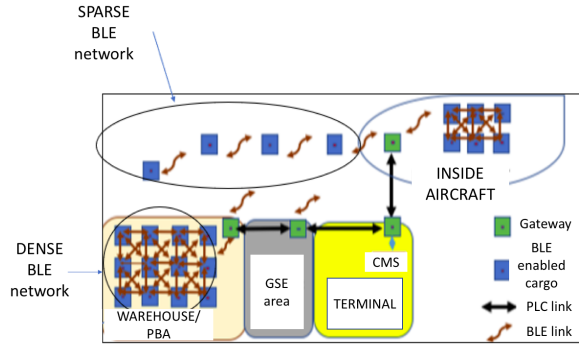 SPARSE
BLE
network
INSIDE
AIRCRAFT
DENSE
BLE
network
WAREHOUSE/
PBA
GSE
area
TERMINAL
CMS
Gateway
BLE
enabled
cargo
PLC link
BLE link